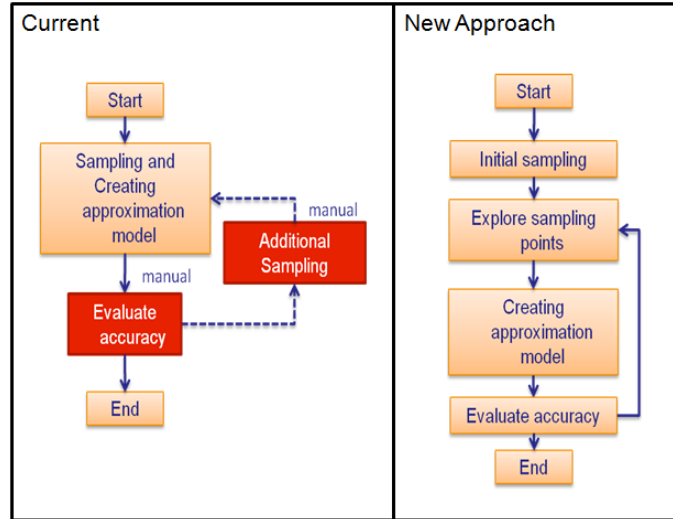 Current
Start
Sampling and
Creating
approximation
model
manual
Additional
Sampling
manual
Evaluate
accuracy
End
New Approach
Start
Initial sampling
Explore sampling
points
Creating
approximation
model
Evaluate accuracy
End